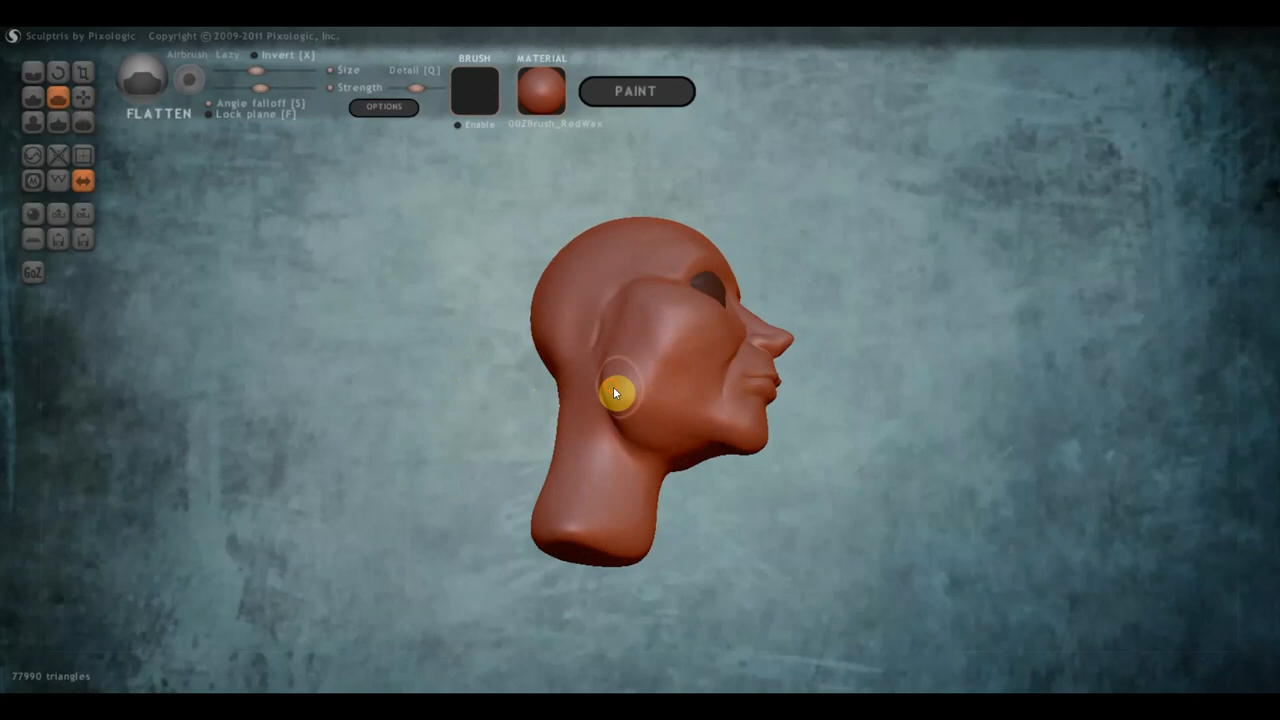 Sculptris by Pixologic Copyright © 2009-2011 Pixologic, Inc.
Airbrush Lazy Invert [X]
Size Detail [Q]
Strength
Angle falloff [S]
Lock plane [F]
FLATTEN
OPTIONS
BRUSH
Enable
MATERIAL
00ZBrush_RedWax
PAINT
GoZ
77990 triangles